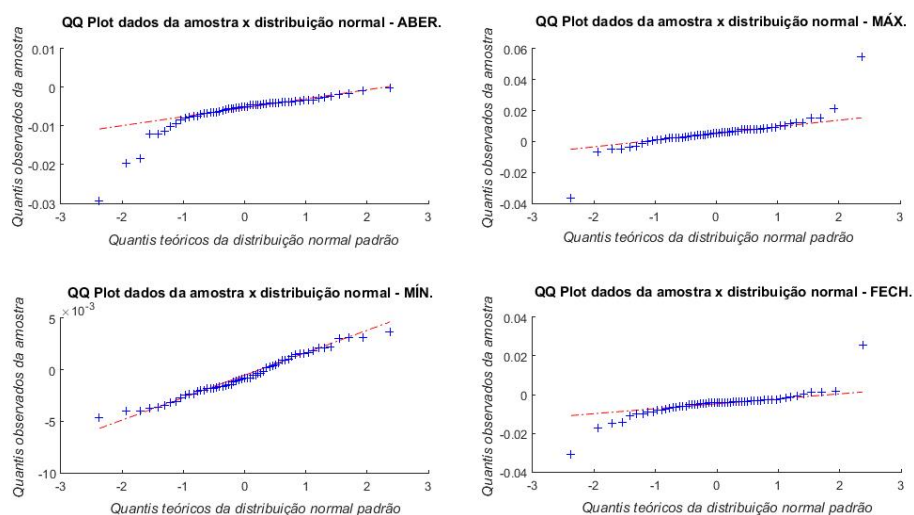 QQ Plot dados da amostra x distribuição normal - ABER.
Quantis observados da amostra
0.01
0
-0.01
-0.02
-0.03
-3 -2 -1 0 1 2 3
Quantis teóricos da distribuição normal padrão
QQ Plot dados da amostra x distribuição normal - MÁX.
Quantis observados da amostra
0.06
0.04
0.02
0
-0.02
-0.04
-3 -2 -1 0 1 2 3
Quantis teóricos da distribuição normal padrão
QQ Plot dados da amostra x distribuição normal - MÍN.
Quantis observados da amostra
× 10^-3
5
0
-5
-10
-3 -2 -1 0 1 2 3
Quantis teóricos da distribuição normal padrão
QQ Plot dados da amostra x distribuição normal - FECH.
Quantis observados da amostra
0.04
0.02
0
-0.02
-0.04
-3 -2 -1 0 1 2 3
Quantis teóricos da distribuição normal padrão